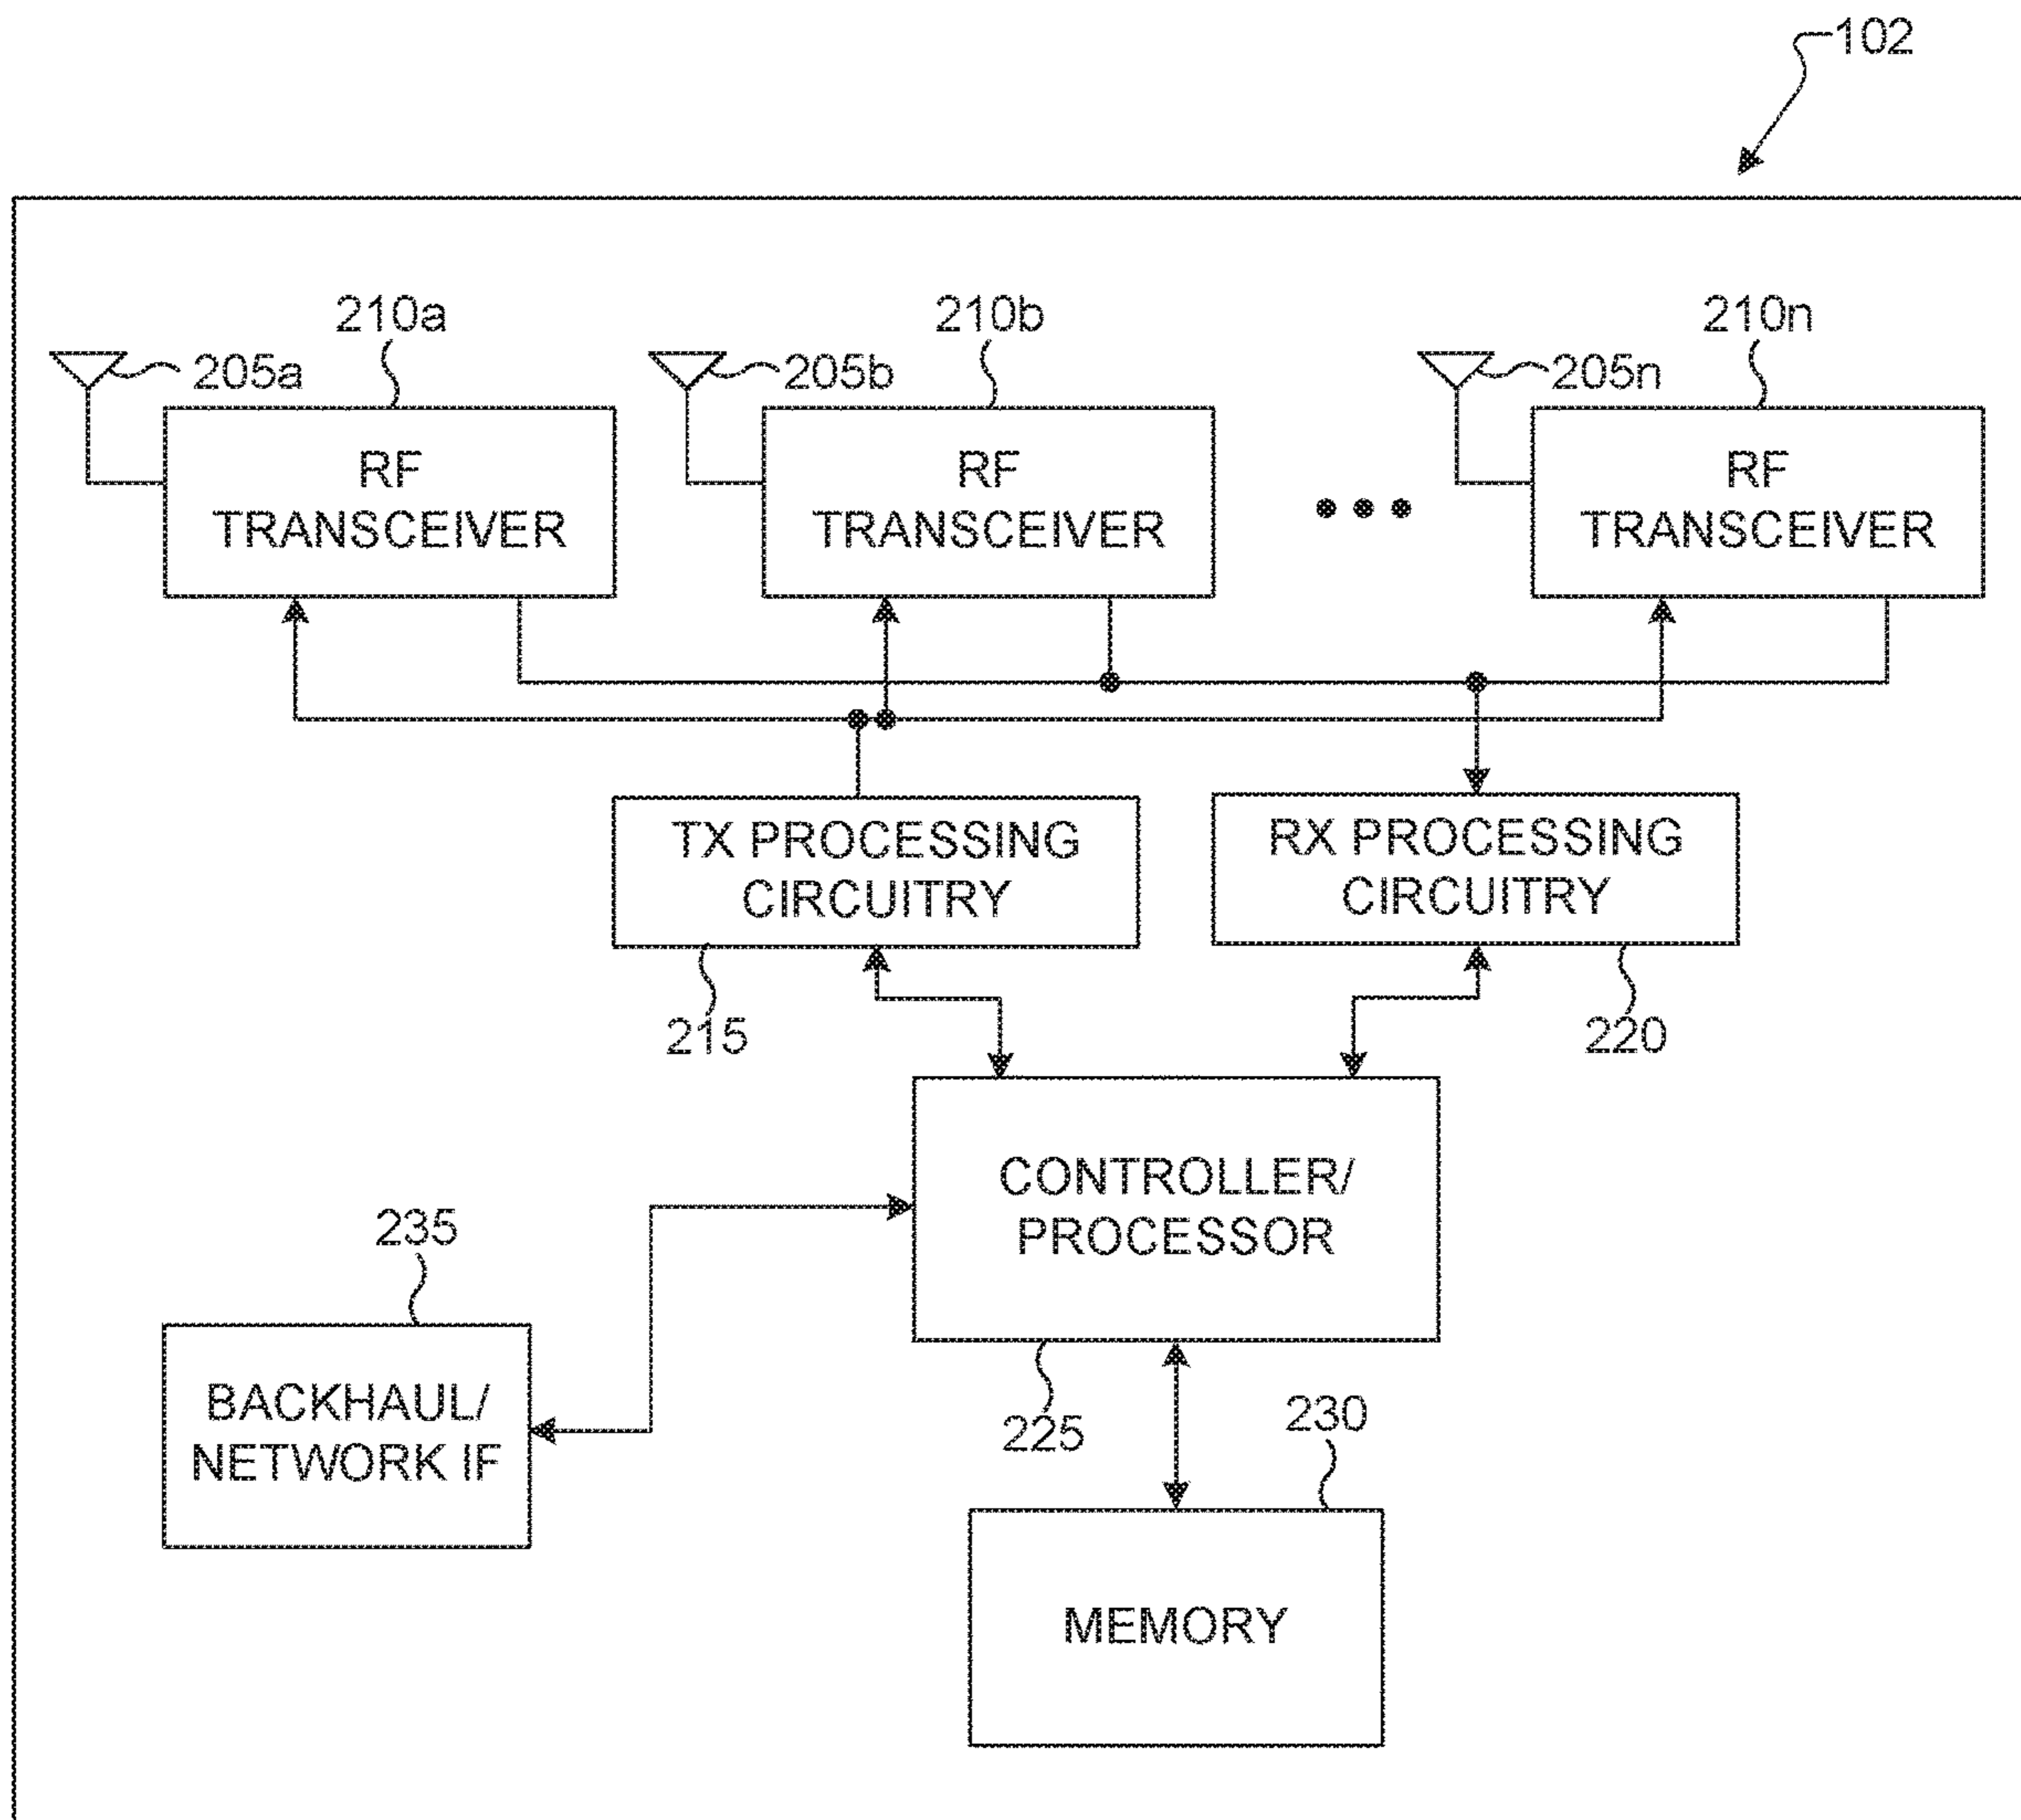 102
210a
210b
210n
205a
205b
205n
RF
TRANSCEIVER
RF
TRANSCEIVER
RF
TRANSCEIVER
TX PROCESSING
CIRCUITRY
RX PROCESSING
CIRCUITRY
215
220
CONTROLLER/
PROCESSOR
235
BACKHAUL/
NETWORK IF
225
230
MEMORY